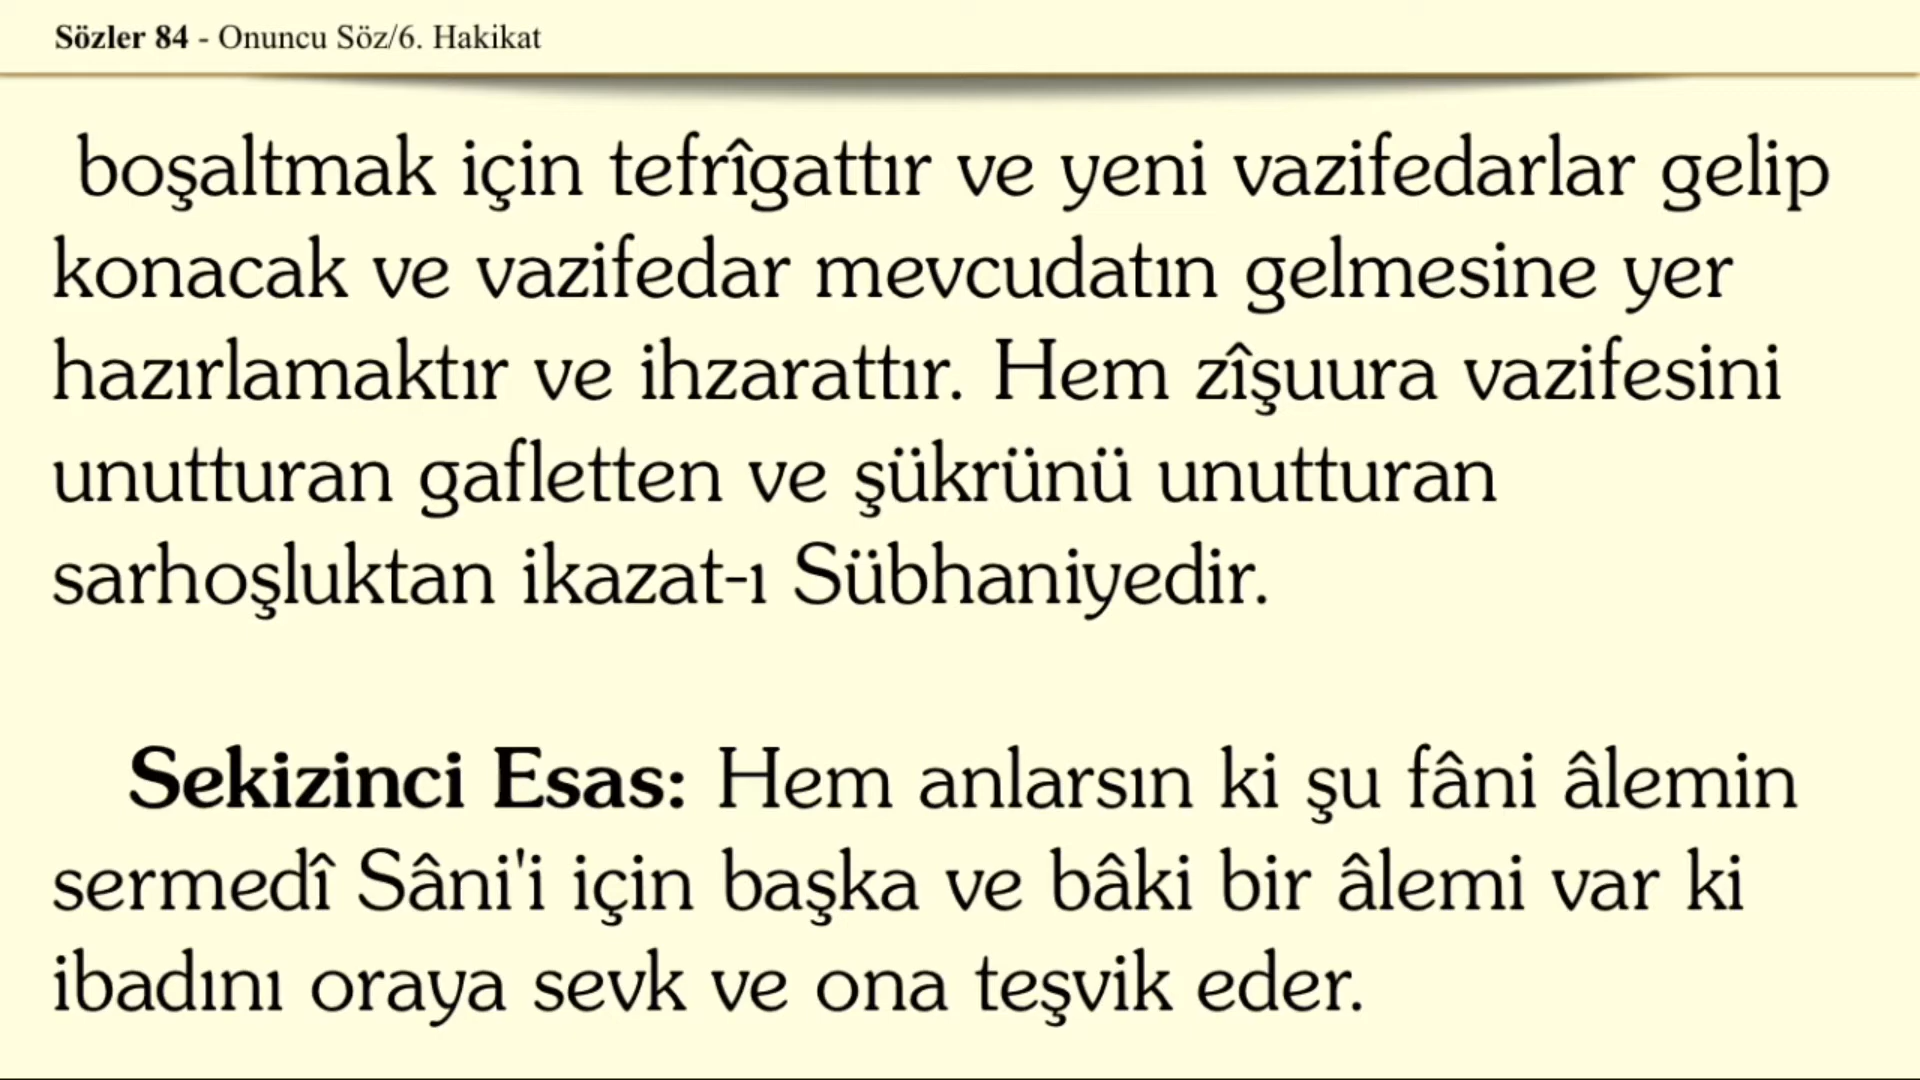 Sözler 84 - Onuncu Söz/6. Hakikat
boşaltmak için tefrîgattır ve yeni vazifedarlar gelip
konacak ve vazifedar mevcudatın gelmesine yer
hazırlamaktır ve ihzarattır. Hem zîşuura vazifesini
unutturan gafletten ve şükrünü unutturan
sarhoşluktan ikazat-ı Sübhaniyedir.
Sekizinci Esas: Hem anlarsın ki şu fâni âlemin
sermedî Sâni'i için başka ve bâki bir âlemi var ki
ibadını oraya sevk ve ona teşvik eder.